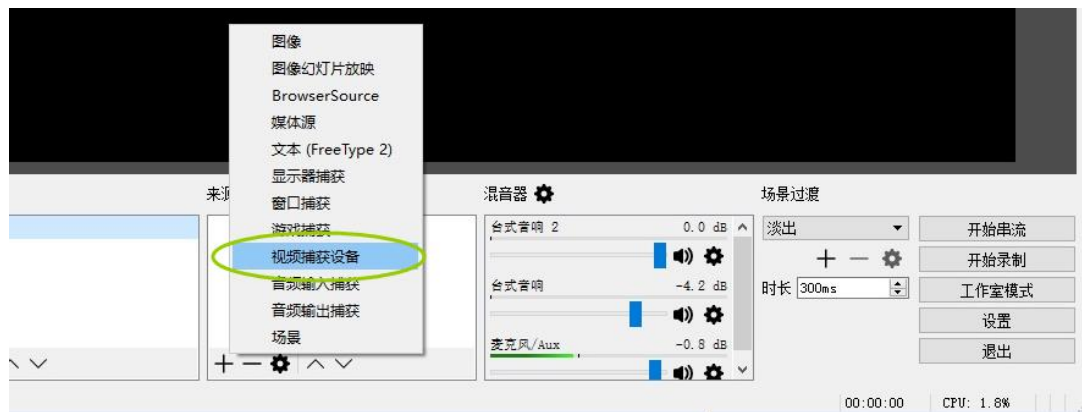 图像
图像幻灯片放映
BrowserSource
媒体源
文本 (FreeType 2)
显示器捕获
窗口捕获
游戏捕获
视频捕获设备
音频输入捕获
音频输出捕获
场景
来源
混音器
台式音响 2 0.0 dB
台式音响 -4.2 dB
麦克风/Aux -0.8 dB
场景过渡
淡出
时长 300ms
开始串流
开始录制
工作室模式
设置
退出
00:00:00 CPU: 1.8%